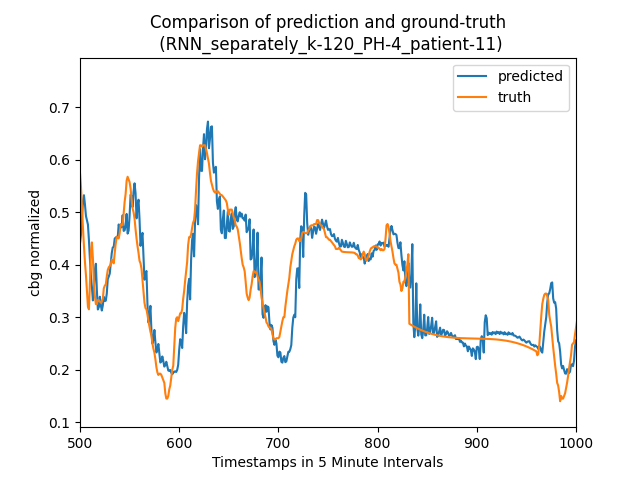 Comparison of prediction and ground-truth
(RNN_separately_k-120_PH-4_patient-11)
predicted
truth
cbg normalized
0.7
0.6
0.5
0.4
0.3
0.2
0.1
500 600 700 800 900 1000
Timestamps in 5 Minute Intervals